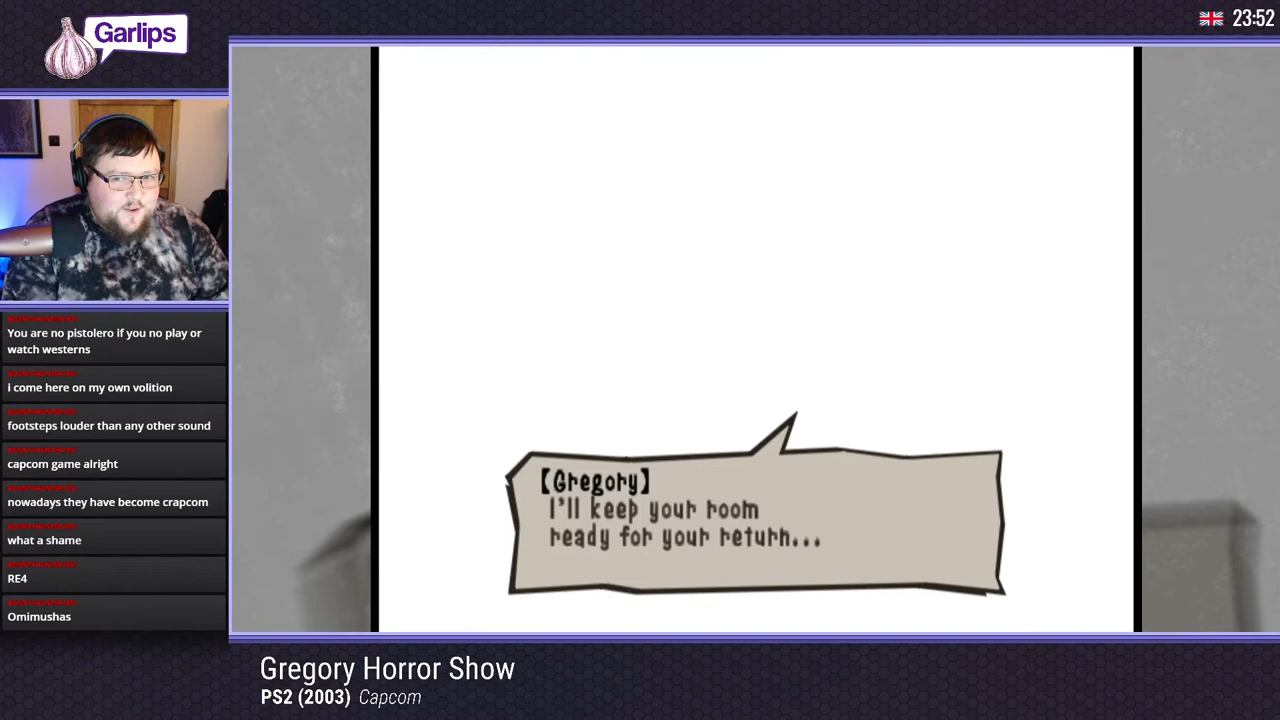 Garlips
23:52
You are no pistolero if you no play or
watch westerns
i come here on my own volition
footsteps louder than any other sound
capcom game alright
nowadays they have become crapcom
what a shame
RE4
Omimushas
【Gregory】
I'll keep your room
ready for your return...
Gregory Horror Show
PS2 (2003) Capcom